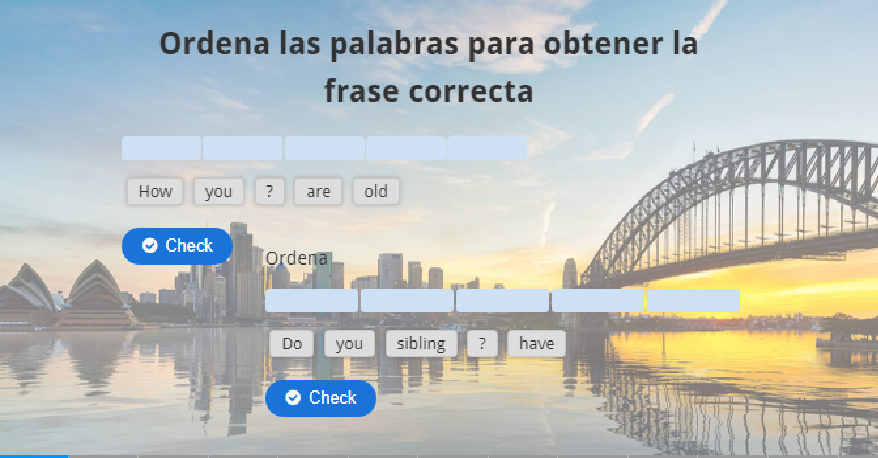 Ordena las palabras para obtener la
frase correcta
How you ? are old
Check
Ordena
Do you sibling ? have
Check